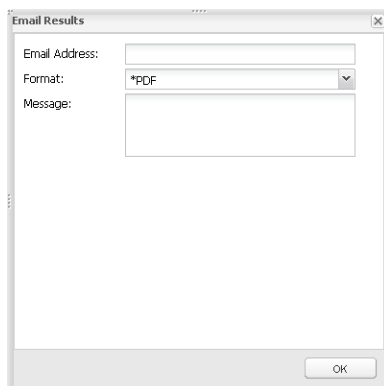 Email Results
Email Address:
Format:
*PDF
Message:
OK